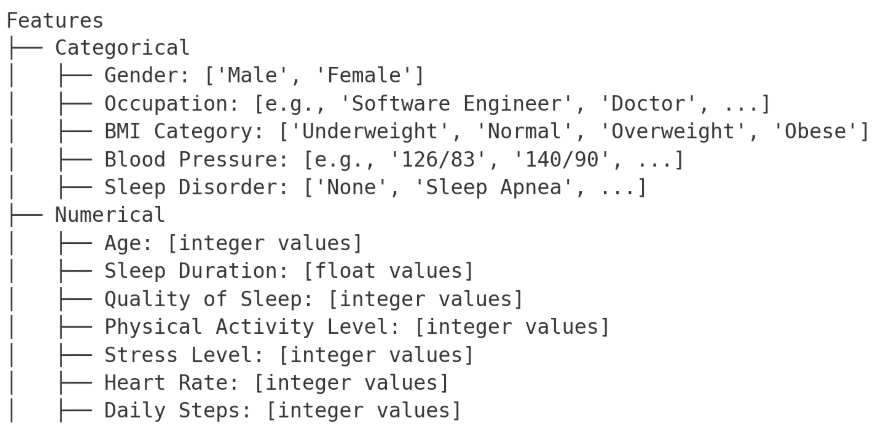 Features
├── Categorical
│   ├── Gender: ['Male', 'Female']
│   ├── Occupation: [e.g., 'Software Engineer', 'Doctor', ...]
│   ├── BMI Category: ['Underweight', 'Normal', 'Overweight', 'Obese']
│   ├── Blood Pressure: [e.g., '126/83', '140/90', ...]
│   ├── Sleep Disorder: ['None', 'Sleep Apnea', ...]
├── Numerical
│   ├── Age: [integer values]
│   ├── Sleep Duration: [float values]
│   ├── Quality of Sleep: [integer values]
│   ├── Physical Activity Level: [integer values]
│   ├── Stress Level: [integer values]
│   ├── Heart Rate: [integer values]
│   ├── Daily Steps: [integer values]